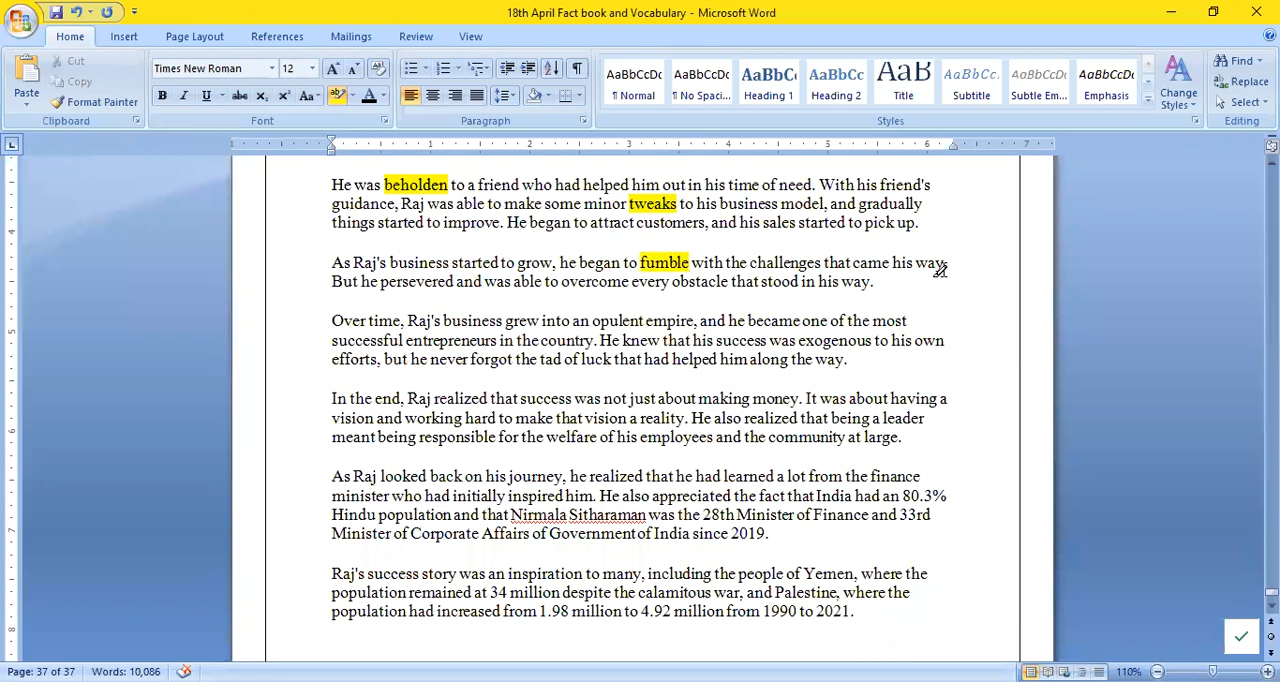 18th April Fact book and Vocabulary - Microsoft Word
Home Insert Page Layout References Mailings Review View
Cut
Copy
Paste
Format Painter
Clipboard
Times New Roman 12
Font
Paragraph
AaBbCcDc AaBbCcDc AaBbC AaBbCc AaB AaBbCc. AaBbCcDc AaBbCcDc
¶ Normal ¶ No Spaci... Heading 1 Heading 2 Title Subtitle Subtle Em... Emphasis
Change
Styles
Styles
Find
Replace
Select
Editing
1 1 2 3 4 5 6 7
He was beholden to a friend who had helped him out in his time of need. With his friend's
guidance, Raj was able to make some minor tweaks to his business model, and gradually
things started to improve. He began to attract customers, and his sales started to pick up.
As Raj's business started to grow, he began to fumble with the challenges that came his way.
But he persevered and was able to overcome every obstacle that stood in his way.
Over time, Raj's business grew into an opulent empire, and he became one of the most
successful entrepreneurs in the country. He knew that his success was exogenous to his own
efforts, but he never forgot the tad of luck that had helped him along the way.
In the end, Raj realized that success was not just about making money. It was about having a
vision and working hard to make that vision a reality. He also realized that being a leader
meant being responsible for the welfare of his employees and the community at large.
As Raj looked back on his journey, he realized that he had learned a lot from the finance
minister who had initially inspired him. He also appreciated the fact that India had an 80.3%
Hindu population and that Nirmala Sitharaman was the 28th Minister of Finance and 33rd
Minister of Corporate Affairs of Government of India since 2019.
Raj's success story was an inspiration to many, including the people of Yemen, where the
population remained at 34 million despite the calamitous war, and Palestine, where the
population had increased from 1.98 million to 4.92 million from 1990 to 2021.
Page: 37 of 37 Words: 10,086 110%